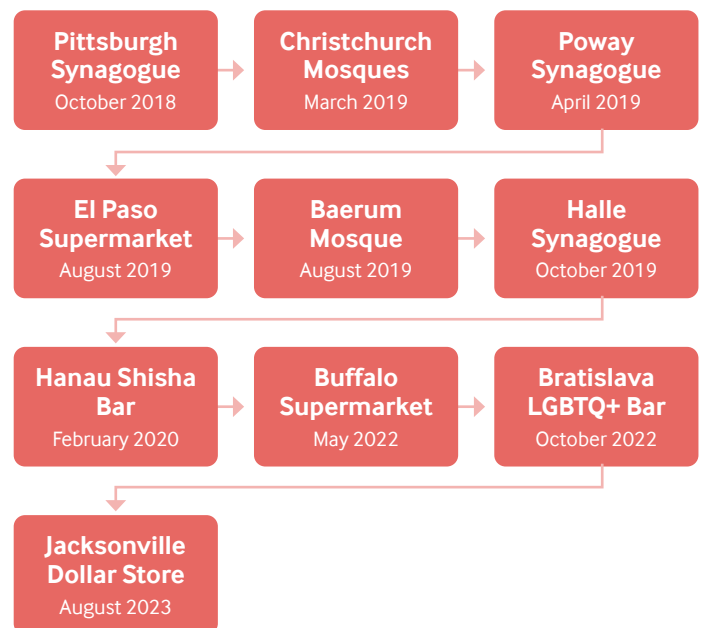 Pittsburgh
Synagogue
October 2018
Christchurch
Mosques
March 2019
Poway
Synagogue
April 2019
El Paso
Supermarket
August 2019
Baerum
Mosque
August 2019
Halle
Synagogue
October 2019
Hanau Shisha
Bar
February 2020
Buffalo
Supermarket
May 2022
Bratislava
LGBTQ+ Bar
October 2022
Jacksonville
Dollar Store
August 2023